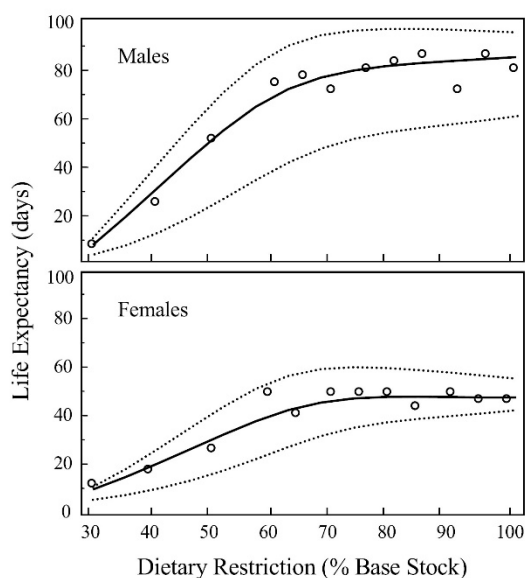 100
Males
80
60
40
20
100
Females
80
60
40
20
0
30 40 50 60 70 80 90 100
Life Expectancy (days)
Dietary Restriction (% Base Stock)